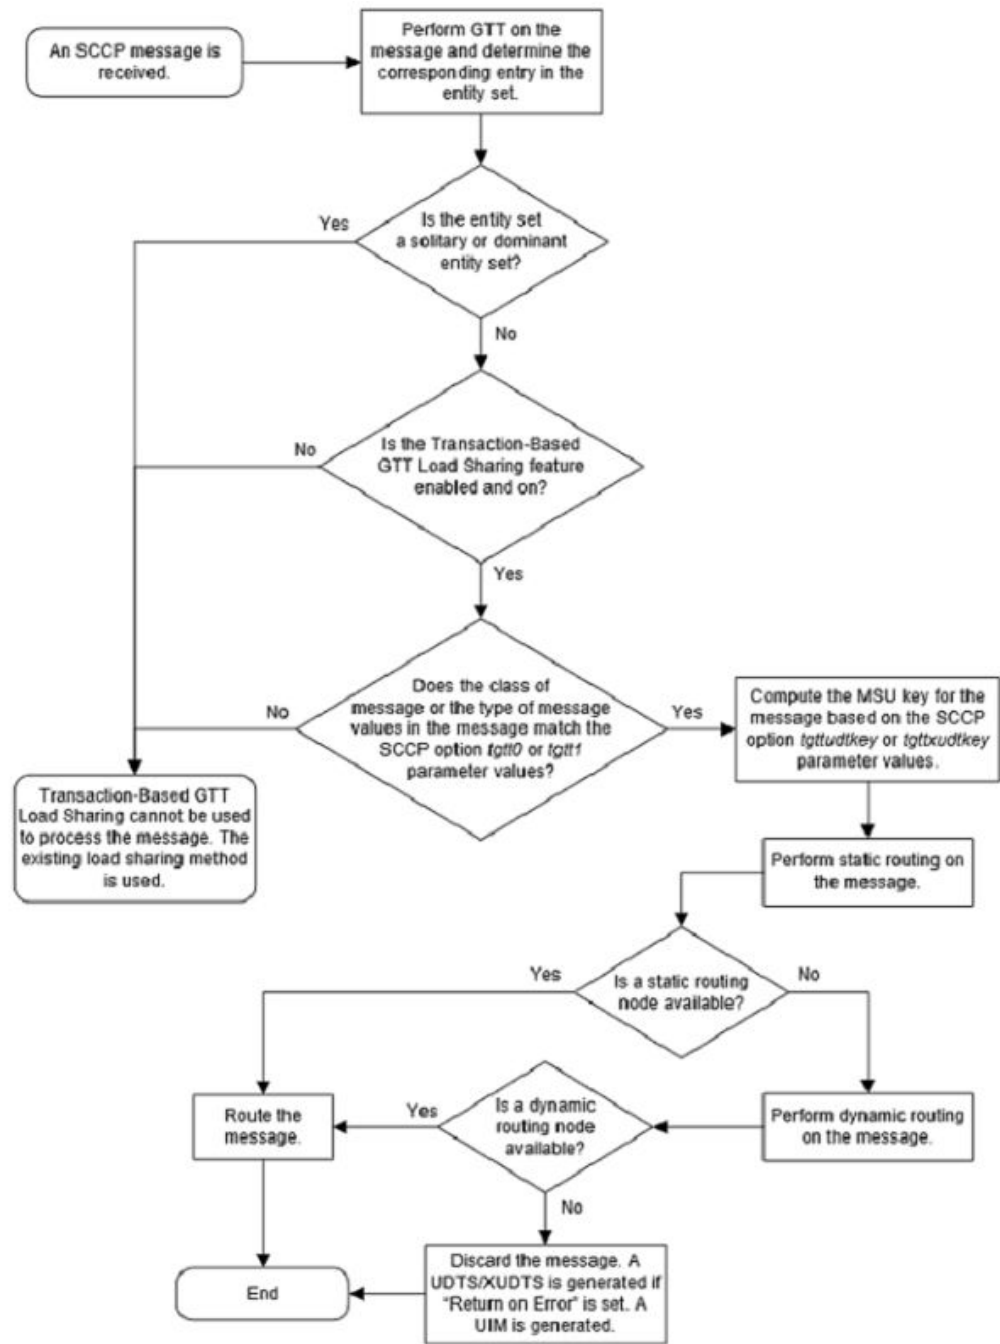 An SCCP message is
received.
Perform GTT on the
message and determine the
corresponding entry in the
entity set.
Yes
Is the entity set
a solitary or dominant
entity set?
No
No
Is the Transaction-Based
GTT Load Sharing feature
enabled and on?
Yes
No
Does the class of
message or the type of message
values in the message match the
SCCP option tgtt0 or tgtt1
parameter values?
Yes
Compute the MSU key for the
message based on the SCCP
option tgttudtkey or tgttxudtkey
parameter values.
Transaction-Based GTT
Load Sharing cannot be used
to process the message. The
existing load sharing method
is used.
Perform static routing on
the message.
Yes
Is a static routing
node available?
No
Route the
message.
Yes
Is a dynamic
routing node
available?
Perform dynamic routing
on the message.
No
End
Discard the message. A
UDTS/XUDTS is generated if
"Return on Error" is set. A
UIM is generated.